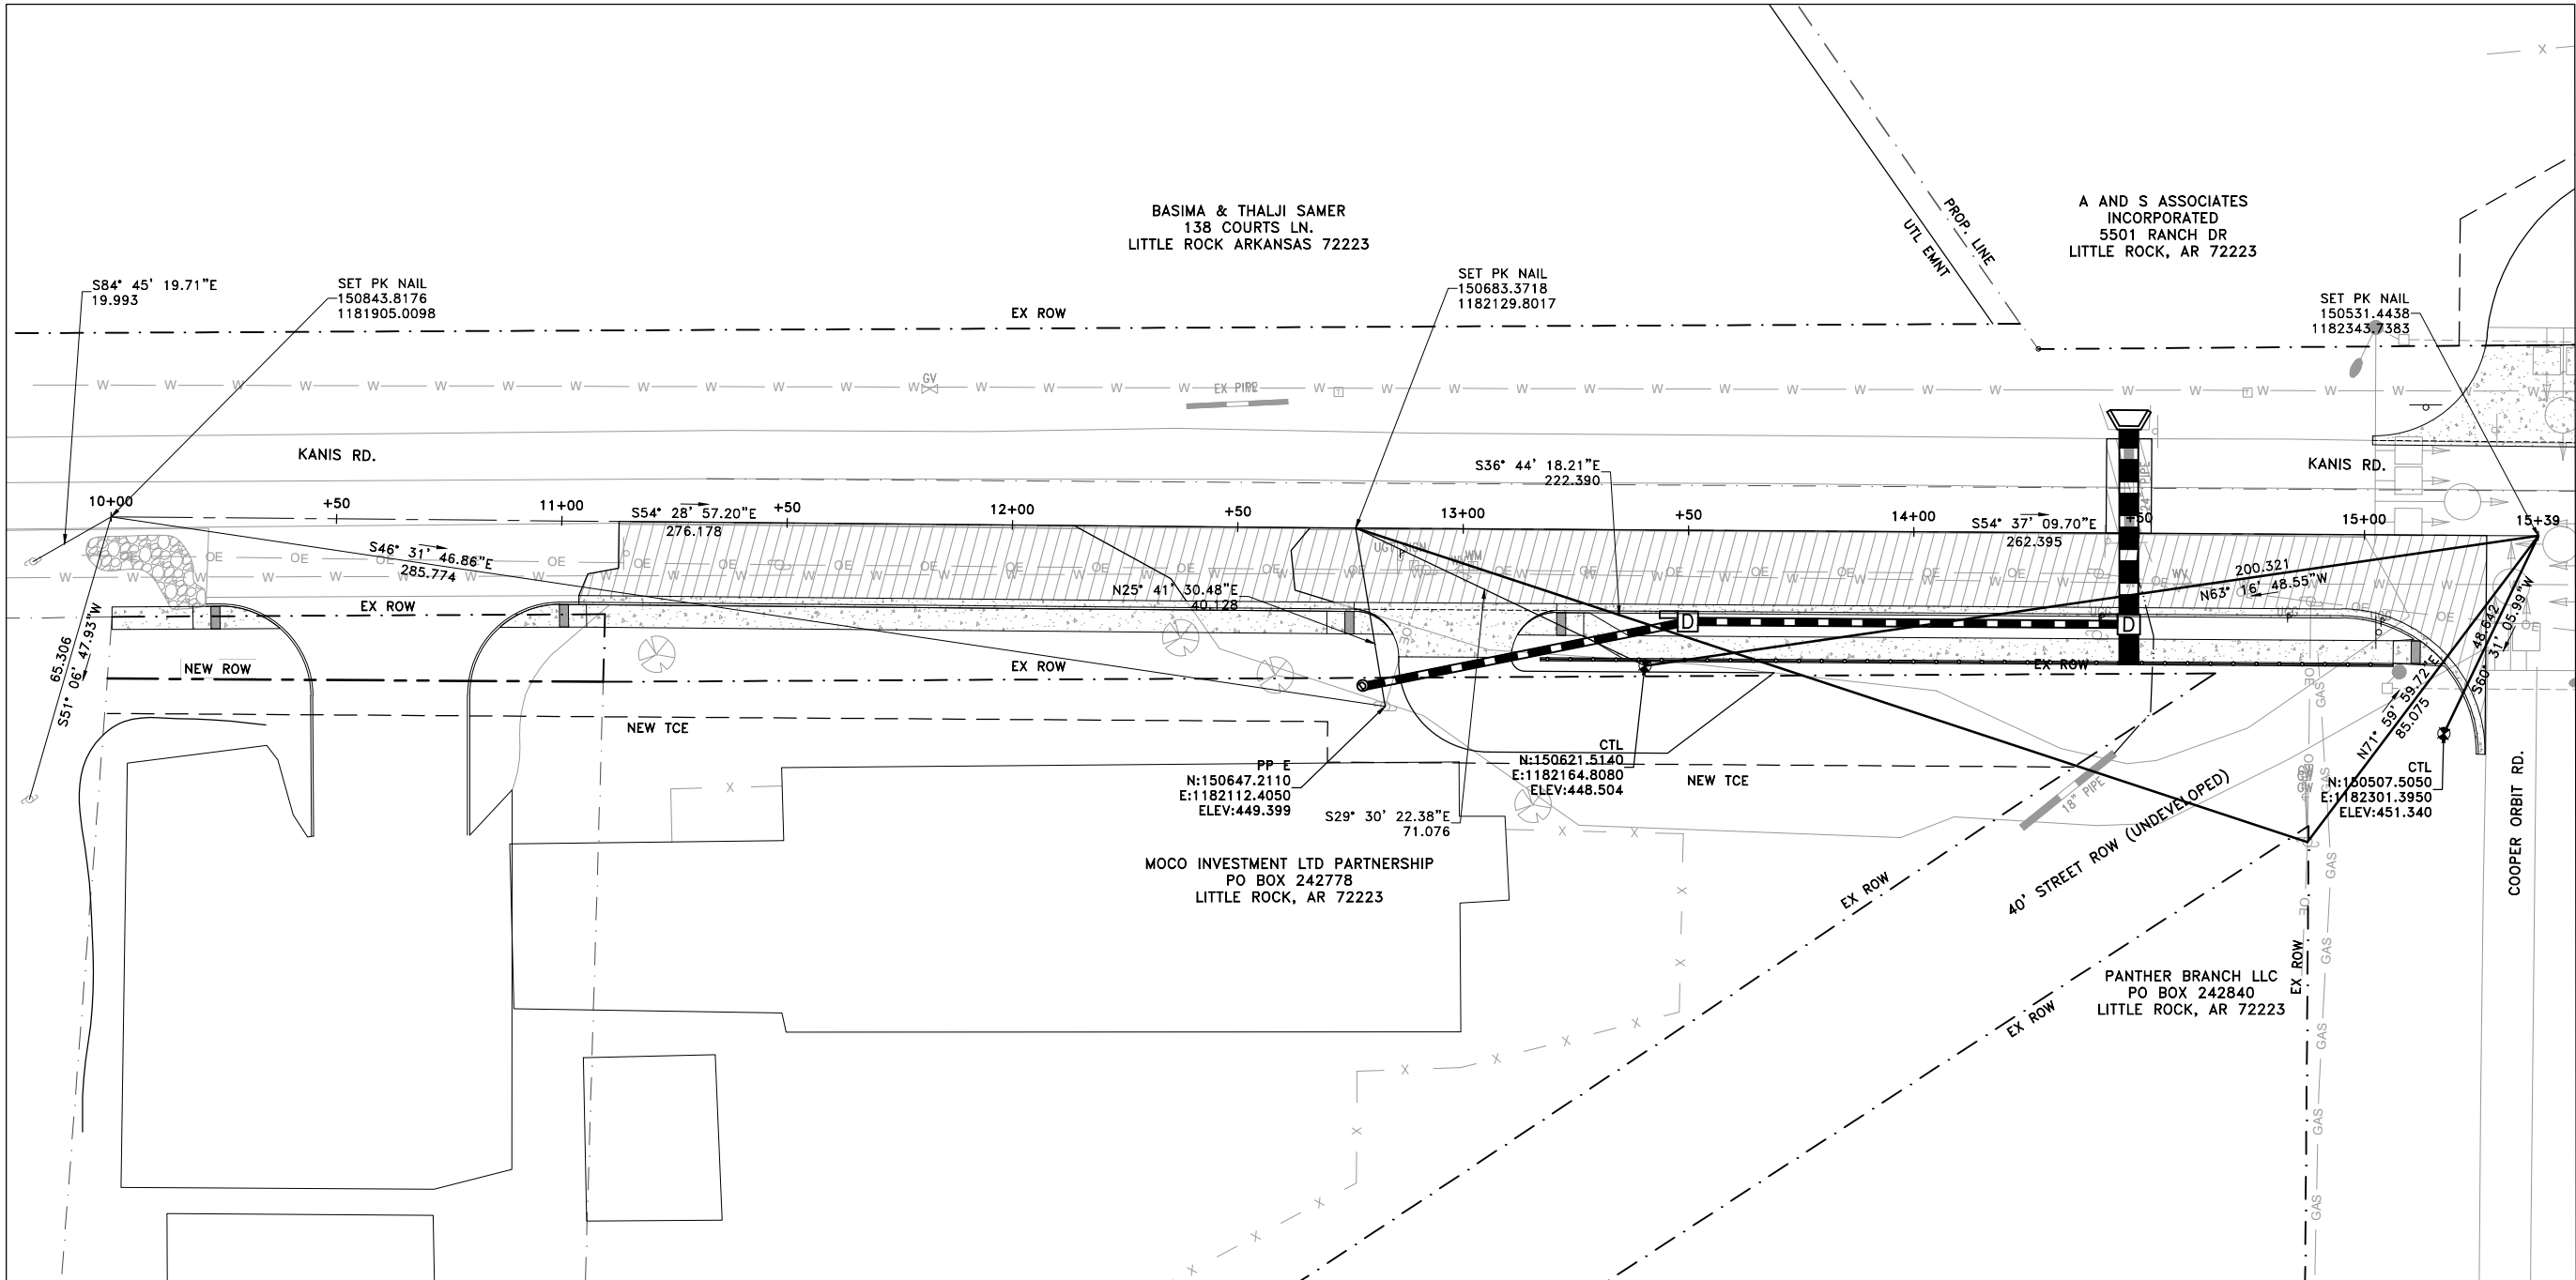 BASIMA & THALJI SAMER
138 COURTS LN.
LITTLE ROCK ARKANSAS 72223
A AND S ASSOCIATES
INCORPORATED
5501 RANCH DR
LITTLE ROCK, AR 72223
PROP. LINE
UTL EMNT
S84° 45' 19.71"E
19.993
SET PK NAIL
150843.8176
1181905.0098
SET PK NAIL
150683.3718
1182129.8017
SET PK NAIL
150531.4438
1182343.7383
EX ROW
GV
EX PIPE
KANIS RD.
KANIS RD.
S36° 44' 18.21"E
222.390
24" PIPE
10+00
+50
11+00
S54° 28' 57.20"E
276.178
+50
12+00
+50
13+00
+50
14+00
S54° 37' 09.70"E
262.395
+50
15+00
15+39
S46° 31' 46.86"E
285.774
N25° 41' 30.48"E
40.128
WM
WV
200.321
N63° 16' 48.55"W
EX ROW
D
D
D
NEW ROW
EX ROW
EX ROW
65.306
S51° 06' 47.93"W
48.642
S60° 31' 05.99"W
N71° 59' 59.72"E
85.075
NEW TCE
PP E
N:150647.2110
E:1182112.4050
ELEV:449.399
CTL
N:150621.5140
E:1182164.8080
ELEV:448.504
NEW TCE
CTL
N:150507.5050
E:1182301.3950
ELEV:451.340
S29° 30' 22.38"E
71.076
18" PIPE
40' STREET ROW (UNDEVELOPED)
COOPER ORBIT RD.
MOCO INVESTMENT LTD PARTNERSHIP
PO BOX 242778
LITTLE ROCK, AR 72223
EX ROW
EX ROW
EX ROW
PANTHER BRANCH LLC
PO BOX 242840
LITTLE ROCK, AR 72223
GAS
GAS
GAS
GAS
GAS
GAS
GAS